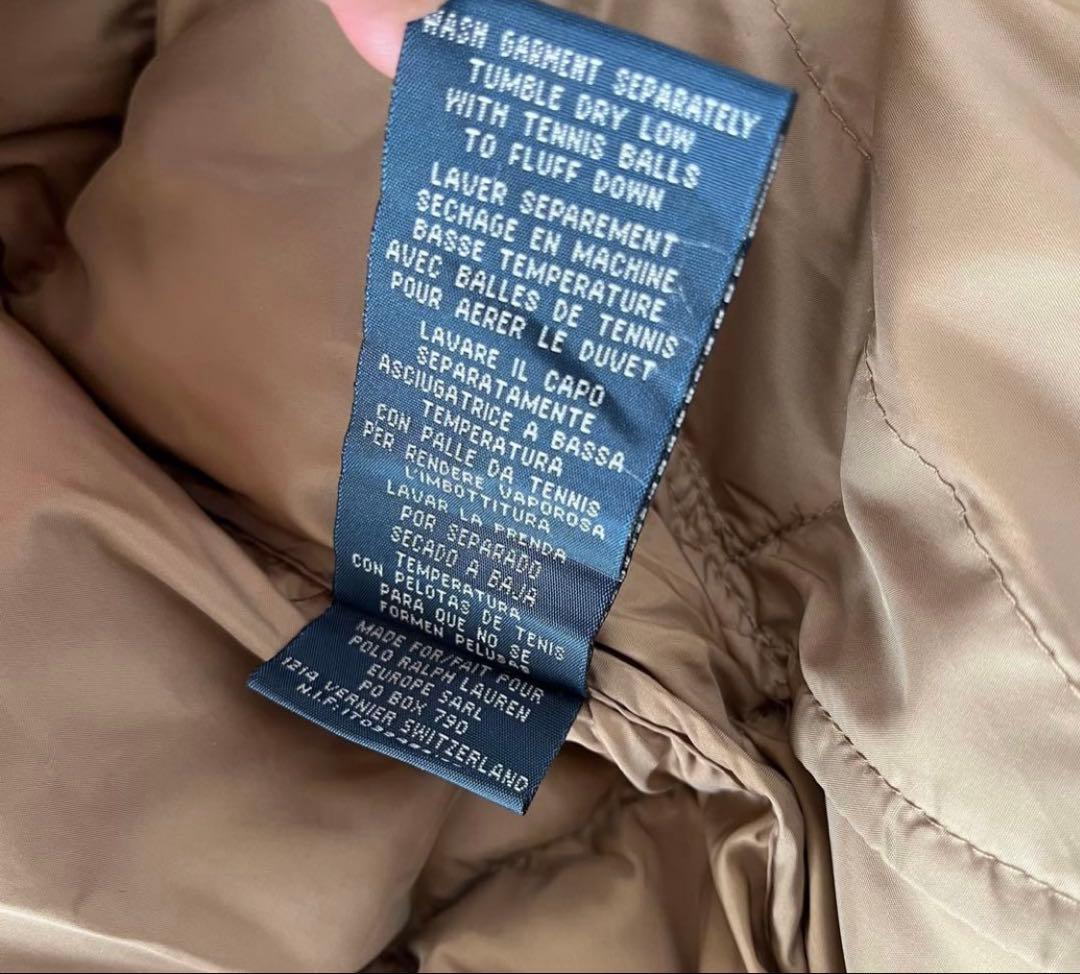 WASH GARMENT SEPARATELY
TUMBLE DRY LOW
WITH TENNIS BALLS
TO FLUFF DOWN
LAVER SEPAREMENT
SECHAGE EN MACHINE
BASSE TEMPERATURE
AVEC BALLES DE TENNIS
POUR AERER LE DUVET
LAVARE IL CAPO
SEPARATAMENTE
ASCIUGATRICE A BASSA
TEMPERATURA
CON PALLE DA TENNIS
PER RENDERE VAPOROSA
L'IMBOTTITURA
LAVAR LA PRENDA
POR SEPARADO
SECADO A BAJA
TEMPERATURA
CON PELOTAS DE TENIS
PARA QUE NO SE
FORMEN PELUSAS
MADE FOR/FAIT POUR
POLO RALPH LAUREN
EUROPE SARL
PO BOX 790
1214 VERNIER SWITZERLAND
N.I.F.